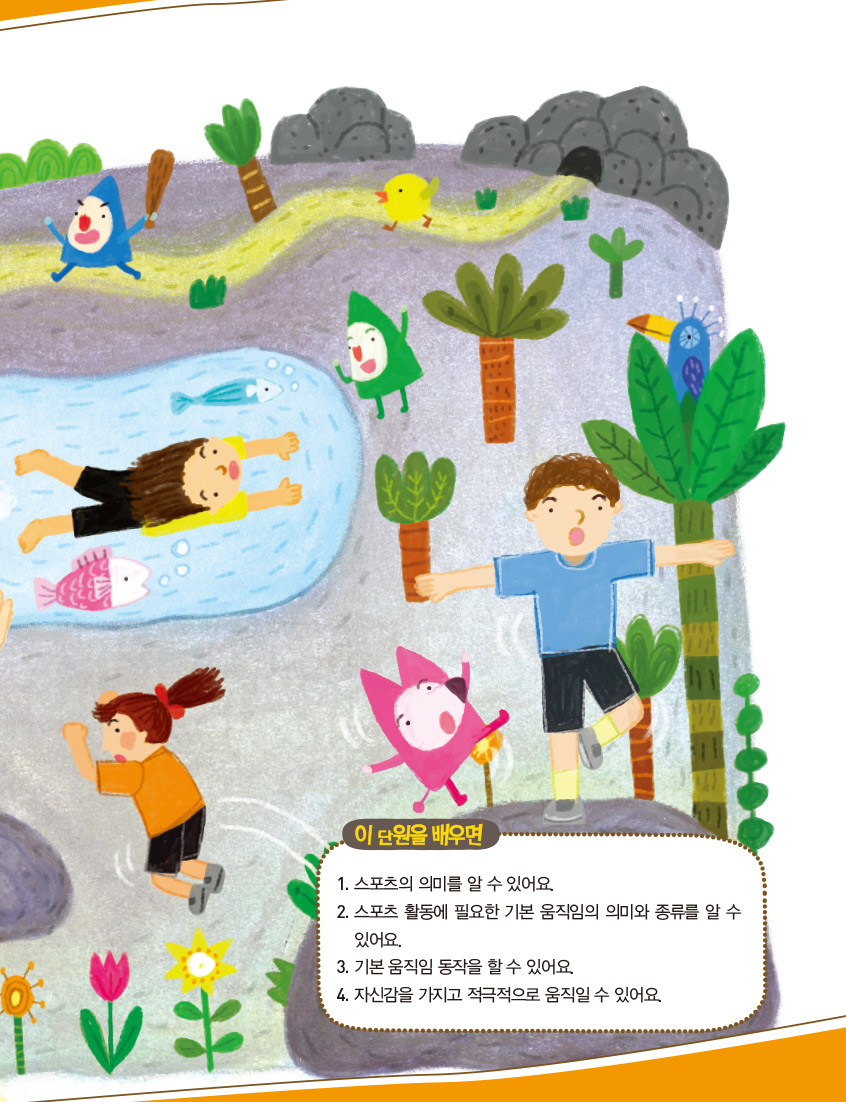 이 단원을 배우면
1. 스포츠의 의미를 알 수 있어요.
2. 스포츠 활동에 필요한 기본 움직임의 의미와 종류를 알 수
있어요.
3. 기본 움직임 동작을 할 수 있어요.
4. 자신감을 가지고 적극적으로 움직일 수 있어요.